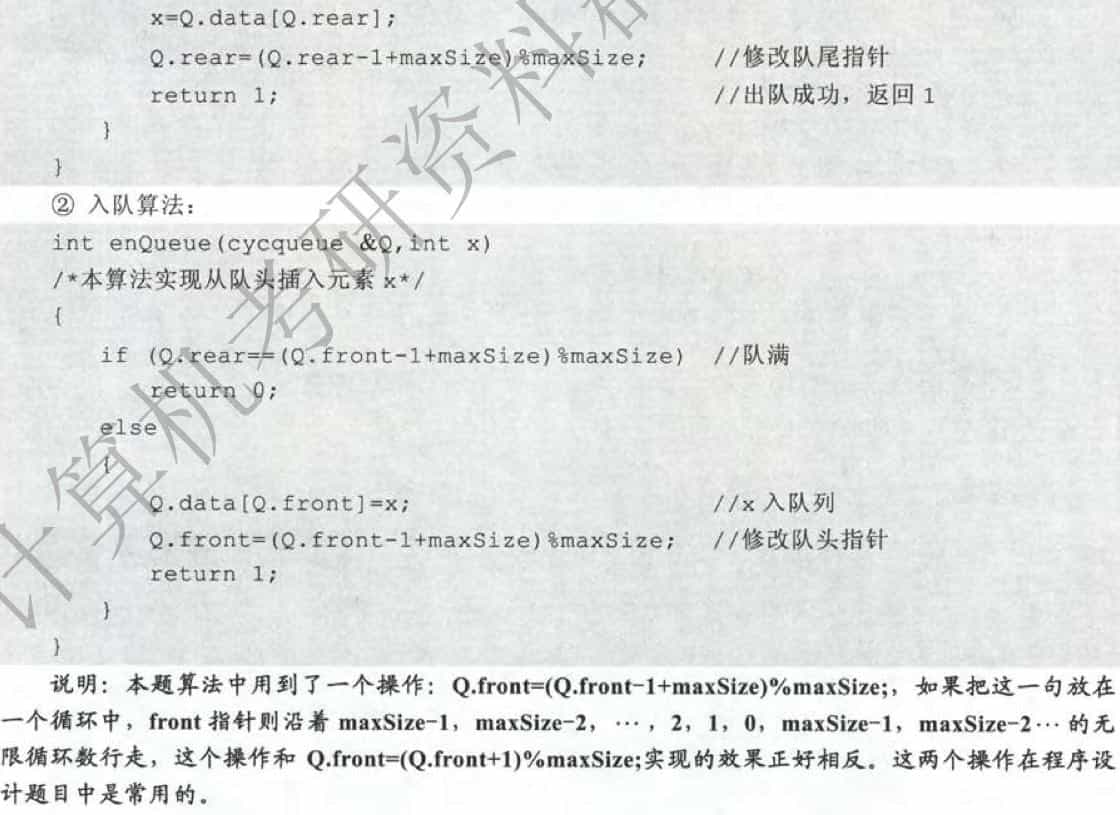 x=Q.data[Q.rear];
Q.rear=(Q.rear-1+maxSize)%maxSize; //修改队尾指针
return 1; //出队成功，返回 1
}
}
② 入队算法：
int enQueue(cycqueue &Q,int x)
/*本算法实现从队头插入元素 x*/
{
if (Q.rear==(Q.front-1+maxSize)%maxSize) //队满
return 0;
else
{
Q.data[Q.front]=x; //x 入队列
Q.front=(Q.front-1+maxSize)%maxSize; //修改队头指针
return 1;
}
}
说明：本题算法中用到了一个操作：Q.front=(Q.front-1+maxSize)%maxSize;，如果把这一句放在
一个循环中，front 指针则沿着 maxSize-1，maxSize-2，…，2，1，0，maxSize-1，maxSize-2…的无
限循环数行走，这个操作和 Q.front=(Q.front+1)%maxSize;实现的效果正好相反。这两个操作在程序设
计题目中是常用的。
计算机考研资料